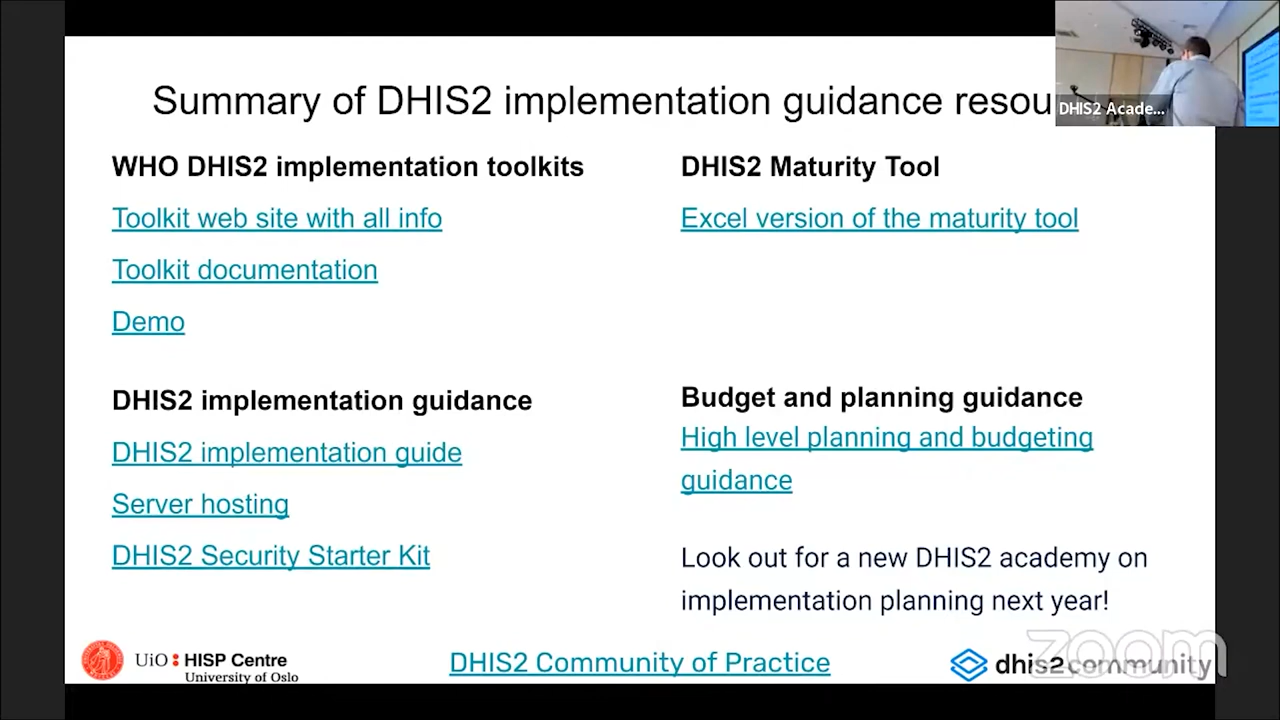 Summary of DHIS2 implementation guidance resou
DHIS2 Acade...
WHO DHIS2 implementation toolkits
Toolkit web site with all info
Toolkit documentation
Demo
DHIS2 Maturity Tool
Excel version of the maturity tool
DHIS2 implementation guidance
DHIS2 implementation guide
Server hosting
DHIS2 Security Starter Kit
Budget and planning guidance
High level planning and budgeting
guidance
Look out for a new DHIS2 academy on
implementation planning next year!
UiO: HISP Centre
University of Oslo
DHIS2 Community of Practice
dhis2community
zoom